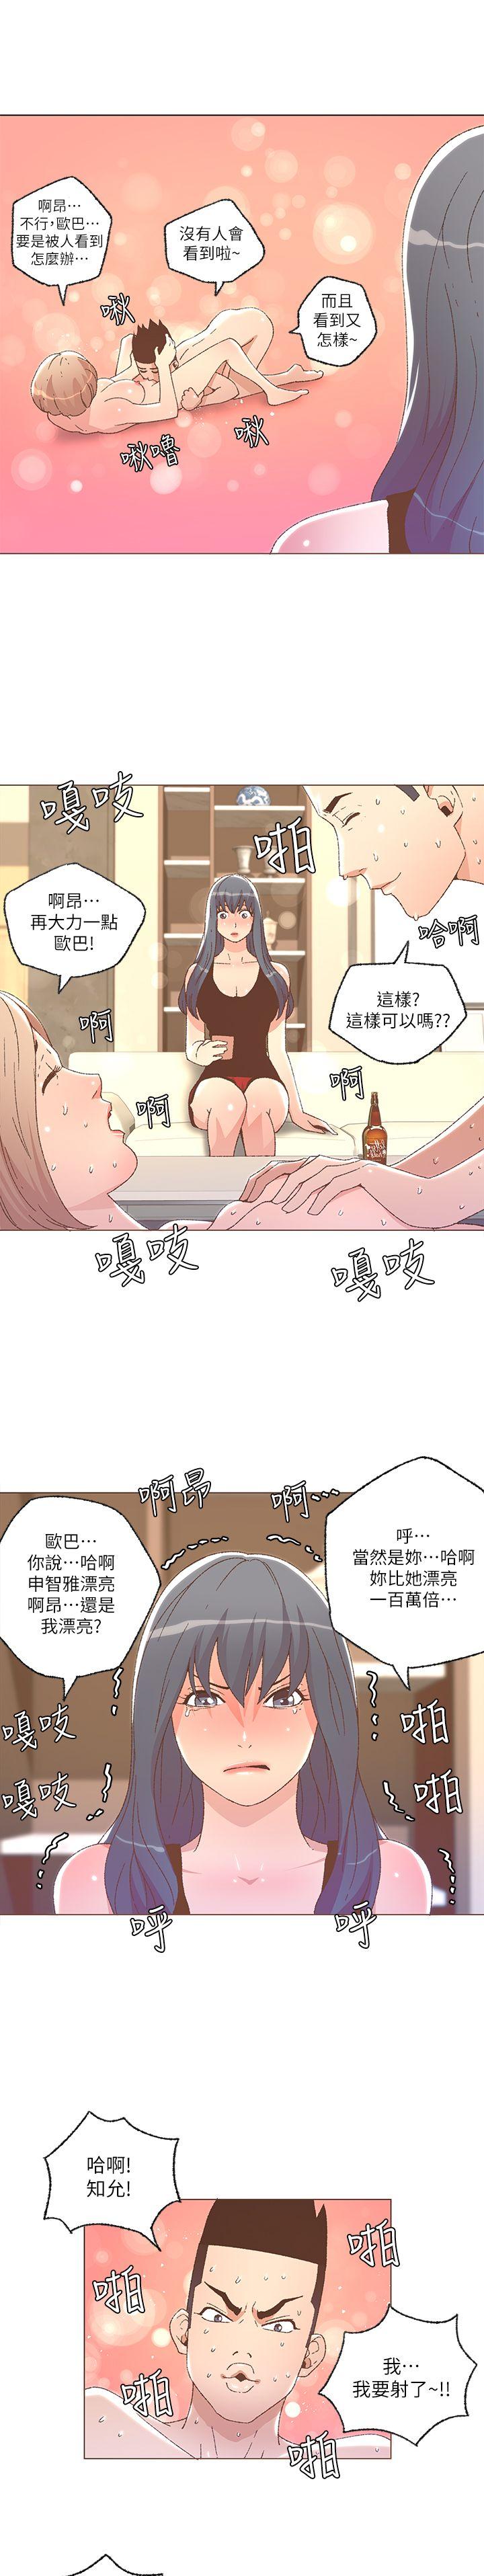 啊昂⋯
不行，歐巴⋯
要是被人看到
怎麼辦⋯
沒有人會
看到啦~
而且
看到又
怎樣~
啾
啾嚕
啾
嘎吱
啪
啊昂⋯
再大力一點
歐巴!
哈啊
這樣?
這樣可以嗎??
啊
啊
啊
嘎吱
嘎吱
啊昂
啊⋯
歐巴⋯
你說⋯哈啊
申智雅漂亮
啊昂⋯還是
我漂亮?
呼⋯
當然是妳⋯哈啊
妳比她漂亮
一百萬倍⋯
嘎吱
啪
嘎吱
啪
呼
呼
哈啊!
知允!
啪
啪
我⋯
我要射了~!!
啪
啪